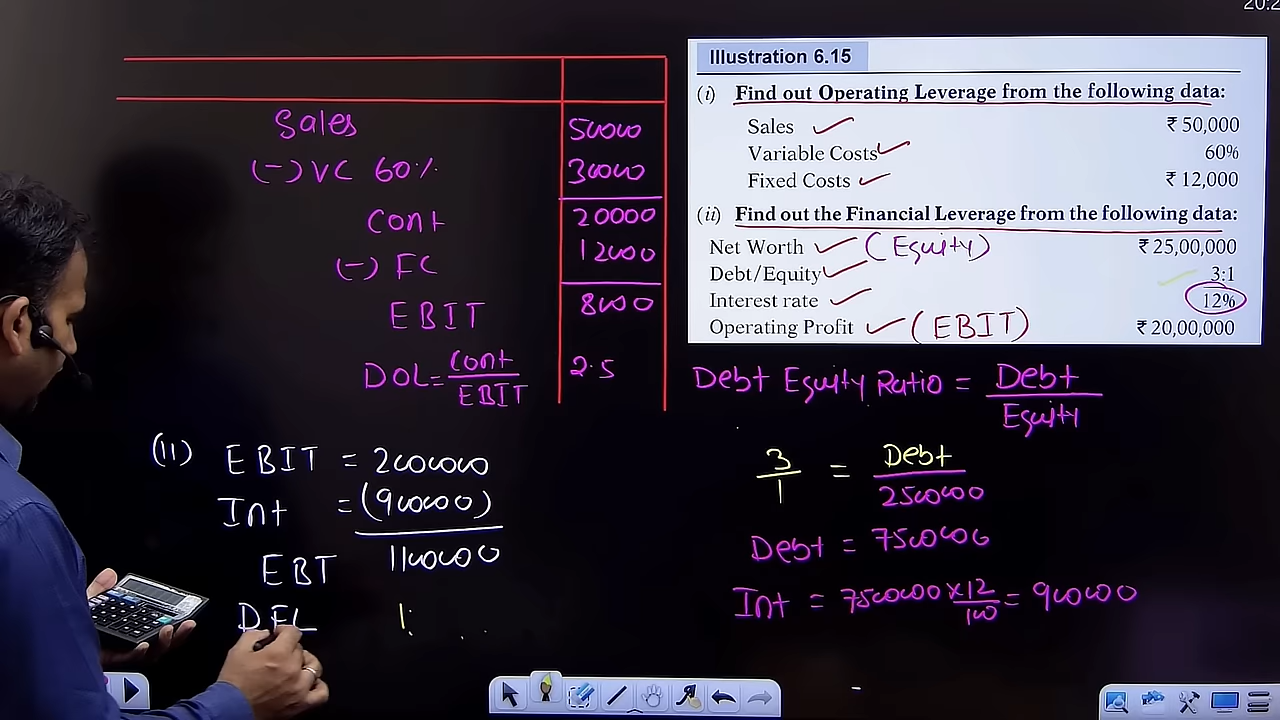 20:2
Illustration 6.15
(i) Find out Operating Leverage from the following data:
Sales ₹ 50,000
Variable Costs 60%
Fixed Costs ₹ 12,000
(ii) Find out the Financial Leverage from the following data:
Net Worth (Equity) ₹ 25,00,000
Debt/Equity 3:1
Interest rate 12%
Operating Profit (EBIT) ₹ 20,00,000
Sales 50000
(-) VC 60% 30000
Cont 20000
(-) FC 12000
EBIT 8000
DOL = Cont / EBIT 2.5
Debt Equity Ratio = Debt / Equity
3 / 1 = Debt / 2500000
Debt = 7500000
Int = 7500000 × 12 / 100 = 900000
(11) EBIT = 2000000
Int = (900000)
EBT 1100000
DFL 1.